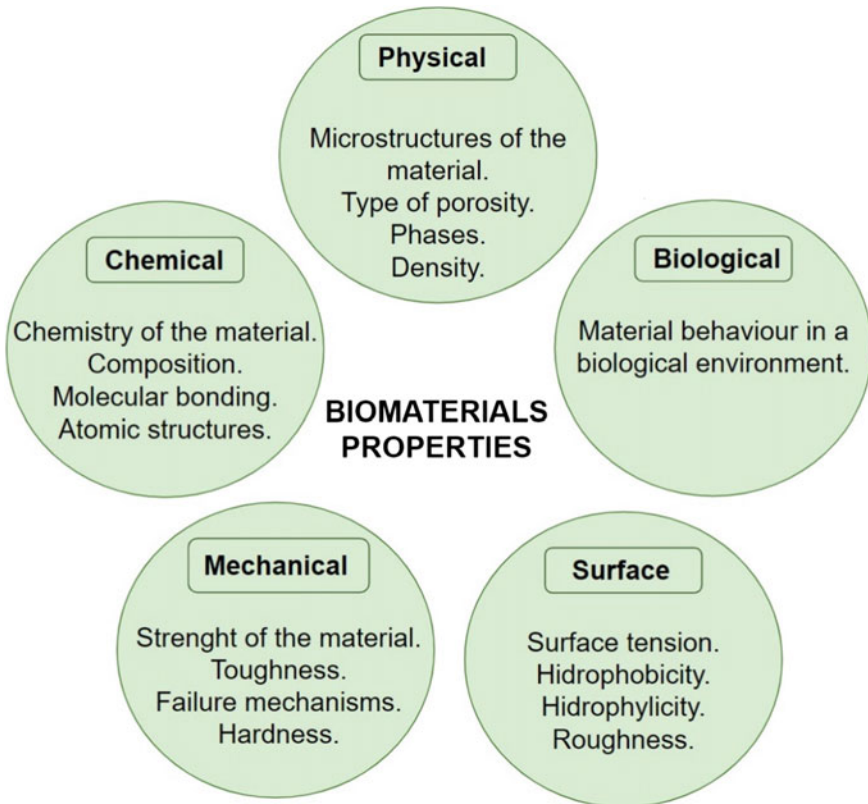 Physical
Microstructures of the
material.
Type of porosity.
Phases.
Density.
Chemical
Chemistry of the material.
Composition.
Molecular bonding.
Atomic structures.
Biological
Material behaviour in a
biological environment.
BIOMATERIALS
PROPERTIES
Mechanical
Strenght of the material.
Toughness.
Failure mechanisms.
Hardness.
Surface
Surface tension.
Hidrophobicity.
Hidrophylicity.
Roughness.